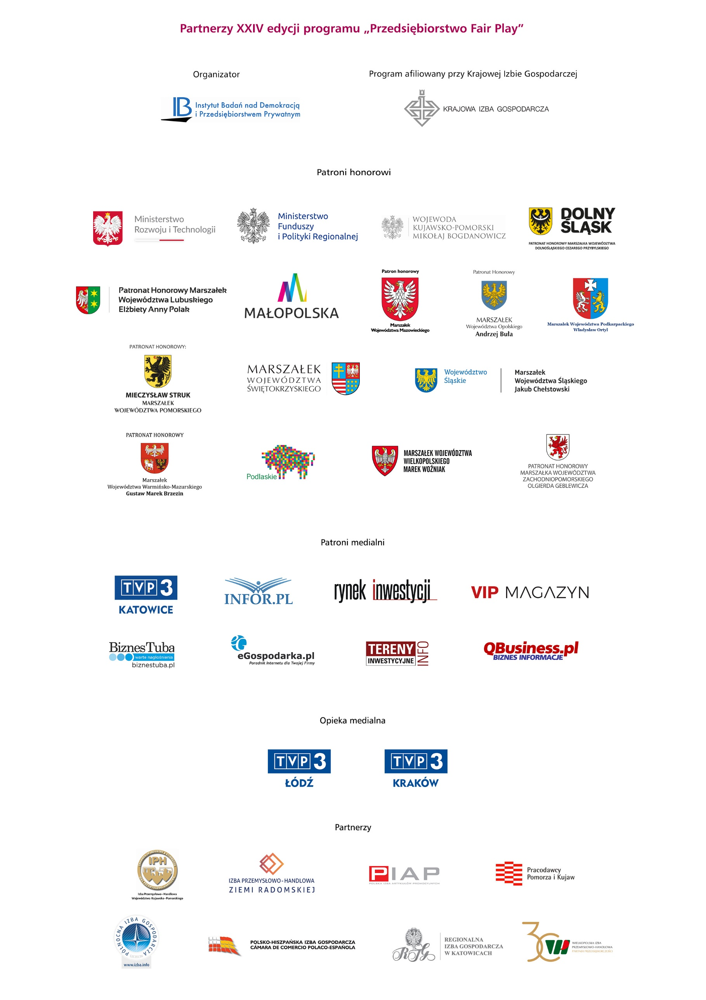 Partnerzy XXIV edycji programu „Przedsiębiorstwo Fair Play”
Organizator
Program afiliowany przy Krajowej Izbie Gospodarczej
IB
Instytut Badań nad Demokracją
i Przedsiębiorstwem Prywatnym
KRAJOWA IZBA GOSPODARCZA
Patroni honorowi
Ministerstwo
Rozwoju i Technologii
Ministerstwo
Funduszy
i Polityki Regionalnej
WOJEWODA
KUJAWSKO-POMORSKI
MIKOŁAJ BOGDANOWICZ
DOLNY
ŚLĄSK
PATRONAT HONOROWY MARSZAŁKA WOJEWÓDZTWA
DOLNOŚLĄSKIEGO CEZAREGO PRZYBYLSKIEGO
Patronat Honorowy Marszałek
Województwa Lubuskiego
Elżbiety Anny Polak
MAŁOPOLSKA
Patron honorowy
Marszałek
Województwa Mazowieckiego
Patronat Honorowy
MARSZAŁEK
Województwa Opolskiego
Andrzej Buła
Marszałek Województwa Podkarpackiego
Władysław Ortyl
PATRONAT HONOROWY:
MIECZYSŁAW STRUK
MARSZAŁEK
WOJEWÓDZTWA POMORSKIEGO
MARSZAŁEK
WOJEWÓDZTWA
ŚWIĘTOKRZYSKIEGO
Województwo
Śląskie
Marszałek
Województwa Śląskiego
Jakub Chełstowski
PATRONAT HONOROWY
Marszałek
Województwa Warmińsko-Mazurskiego
Gustaw Marek Brzezin
Podlaskie
MARSZAŁEK WOJEWÓDZTWA
WIELKOPOLSKIEGO
MAREK WOŹNIAK
PATRONAT HONOROWY
MARSZAŁKA WOJEWÓDZTWA
ZACHODNIOPOMORSKIEGO
OLGIERDA GEBLEWICZA
Patroni medialni
TVP3
KATOWICE
INFOR.PL
rynek inwestycji
VIP MAGAZYN
BiznesTuba
warte nagłośnienia
biznestuba.pl
eGospodarka.pl
Poradnik Internetu dla Twojej Firmy
TERENY
INWESTYCYJNE
INFO
QBusiness.pl
BIZNES INFORMACJE
Opieka medialna
TVP3
ŁÓDŹ
TVP3
KRAKÓW
Partnerzy
CHAMBER OF INDUSTRY & COMMERCE
IPH
IZBA PRZEMYSŁOWO-HANDLOWA
Izba Przemysłowo - Handlowa
Województwa Kujawsko - Pomorskiego
IZBA PRZEMYSŁOWO - HANDLOWA
ZIEMI RADOMSKIEJ
PIAP
POLSKA IZBA ARTYKUŁÓW PROMOCYJNYCH
Pracodawcy
Pomorza i Kujaw
PÓŁNOCNA IZBA GOSPODARCZA
SZCZECIN
www.izba.info
POLSKO-HISZPAŃSKA IZBA GOSPODARCZA
CÁMARA DE COMERCIO POLACO-ESPAÑOLA
RIG
REGIONALNA
IZBA GOSPODARCZA
W KATOWICACH
30
WIELKOPOLSKA IZBA
PRZEMYSŁOWO-HANDLOWA
PARTNER PRZEDSIĘBIORCZOŚCI